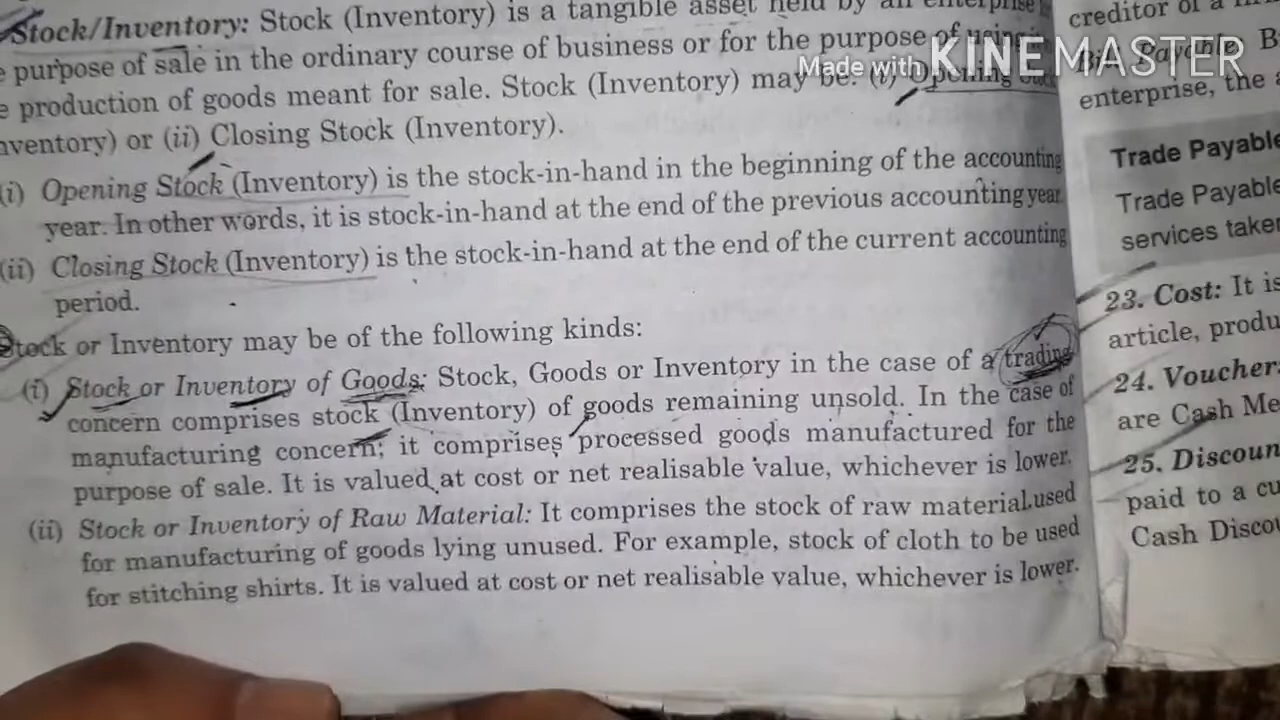 Stock/Inventory: Stock (Inventory) is a tangible asset held by an enterprise
purpose of sale in the ordinary course of business or for the purpose of using
production of goods meant for sale. Stock (Inventory) may be: (i) Opening
or (ii) Closing Stock (Inventory).
(i) Opening Stock (Inventory) is the stock-in-hand in the beginning of the accounting
year. In other words, it is stock-in-hand at the end of the previous accounting year.
(ii) Closing Stock (Inventory) is the stock-in-hand at the end of the current accounting
period.
Stock or Inventory may be of the following kinds:
(i) Stock or Inventory of Goods: Stock, Goods or Inventory in the case of a trading
concern comprises stock (Inventory) of goods remaining unsold. In the case of
manufacturing concern, it comprises processed goods manufactured for the
purpose of sale. It is valued at cost or net realisable value, whichever is lower.
(ii) Stock or Inventory of Raw Material: It comprises the stock of raw material used
for manufacturing of goods lying unused. For example, stock of cloth to be used
for stitching shirts. It is valued at cost or net realisable value, whichever is lower.
Made with KINEMASTER
creditor of a
Bill Payable
enterprise, the
Trade Payable
Trade Payable
services taken
23. Cost: It is
article, produ
24. Voucher
are Cash Me
25. Discoun
paid to a cu
Cash Discou